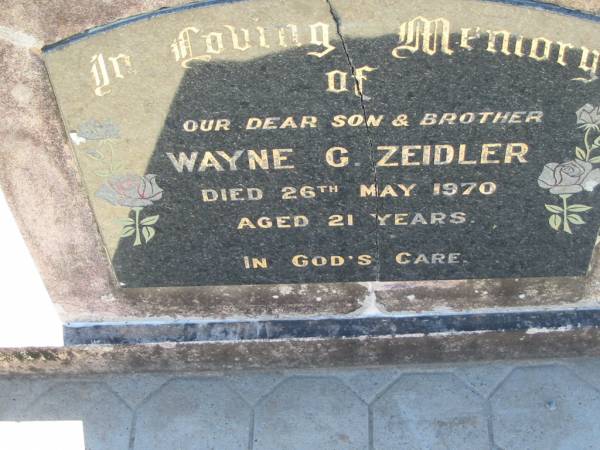 In Loving Memory
of
OUR DEAR SON & BROTHER
WAYNE G. ZEIDLER
DIED 26TH MAY 1970
AGED 21 YEARS.
IN GOD'S CARE.